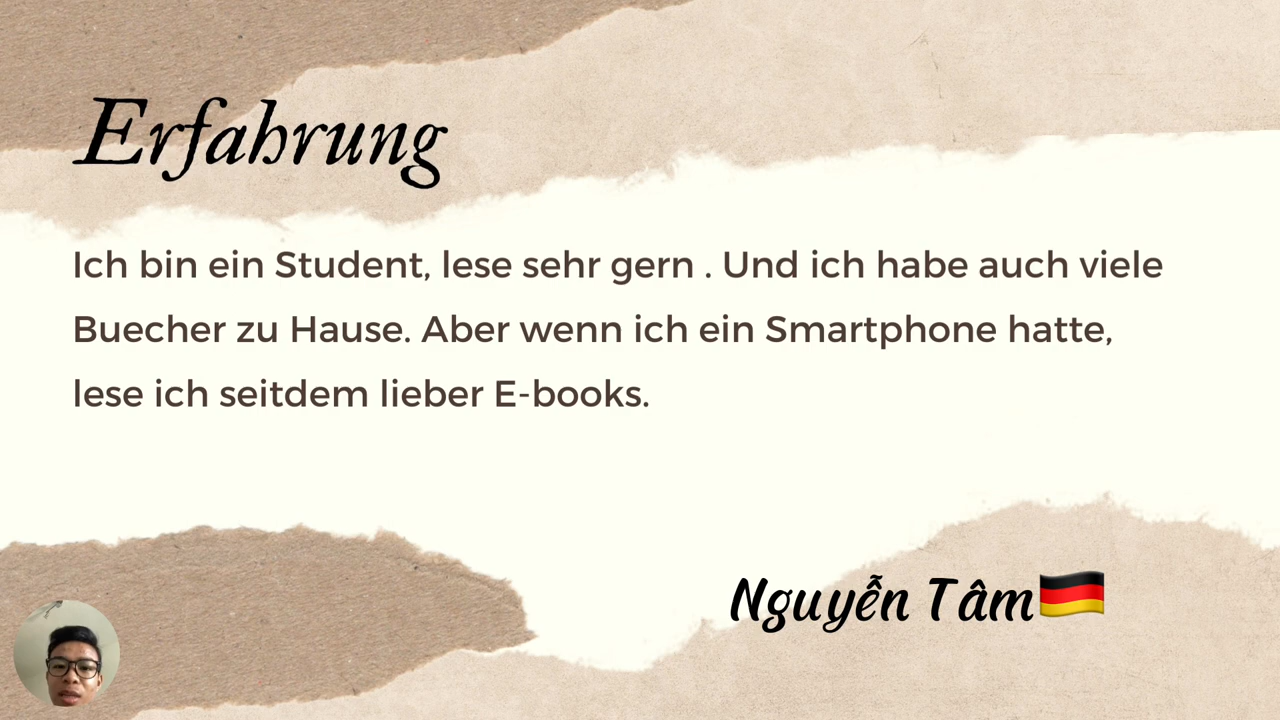 Erfahrung
Ich bin ein Student, lese sehr gern . Und ich habe auch viele
Buecher zu Hause. Aber wenn ich ein Smartphone hatte,
lese ich seitdem lieber E-books.
Nguyễn Tâm🇩🇪